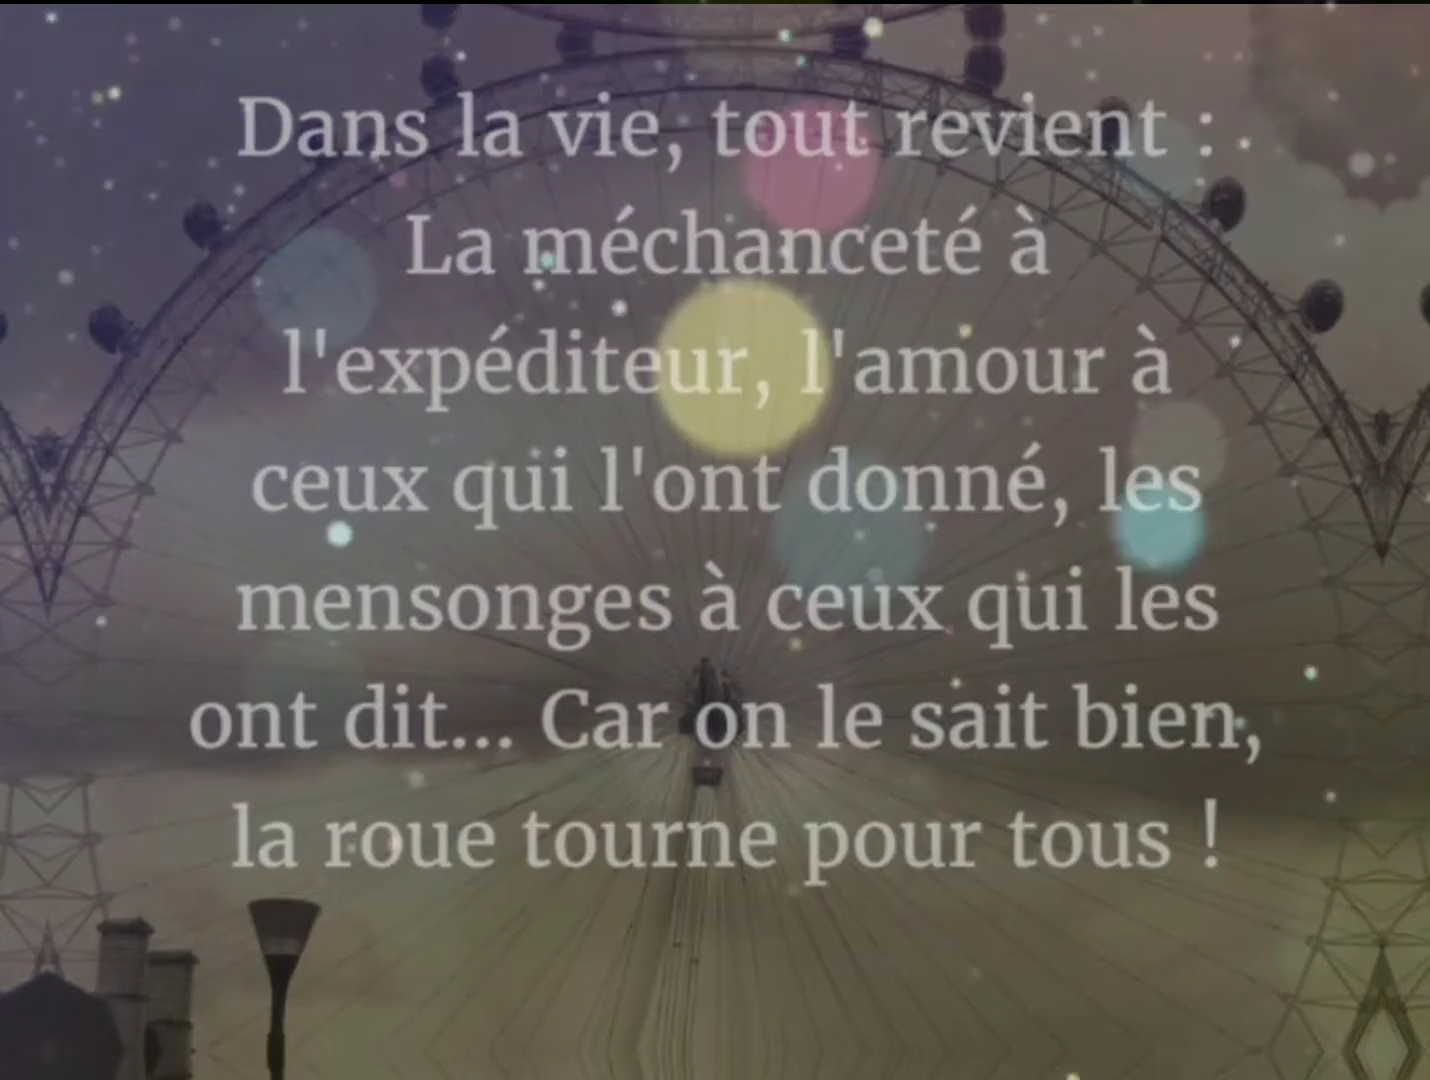 Dans la vie, tout revient :
La méchanceté à
l'expéditeur, l'amour à
ceux qui l'ont donné, les
mensonges à ceux qui les
ont dit... Car on le sait bien,
la roue tourne pour tous !